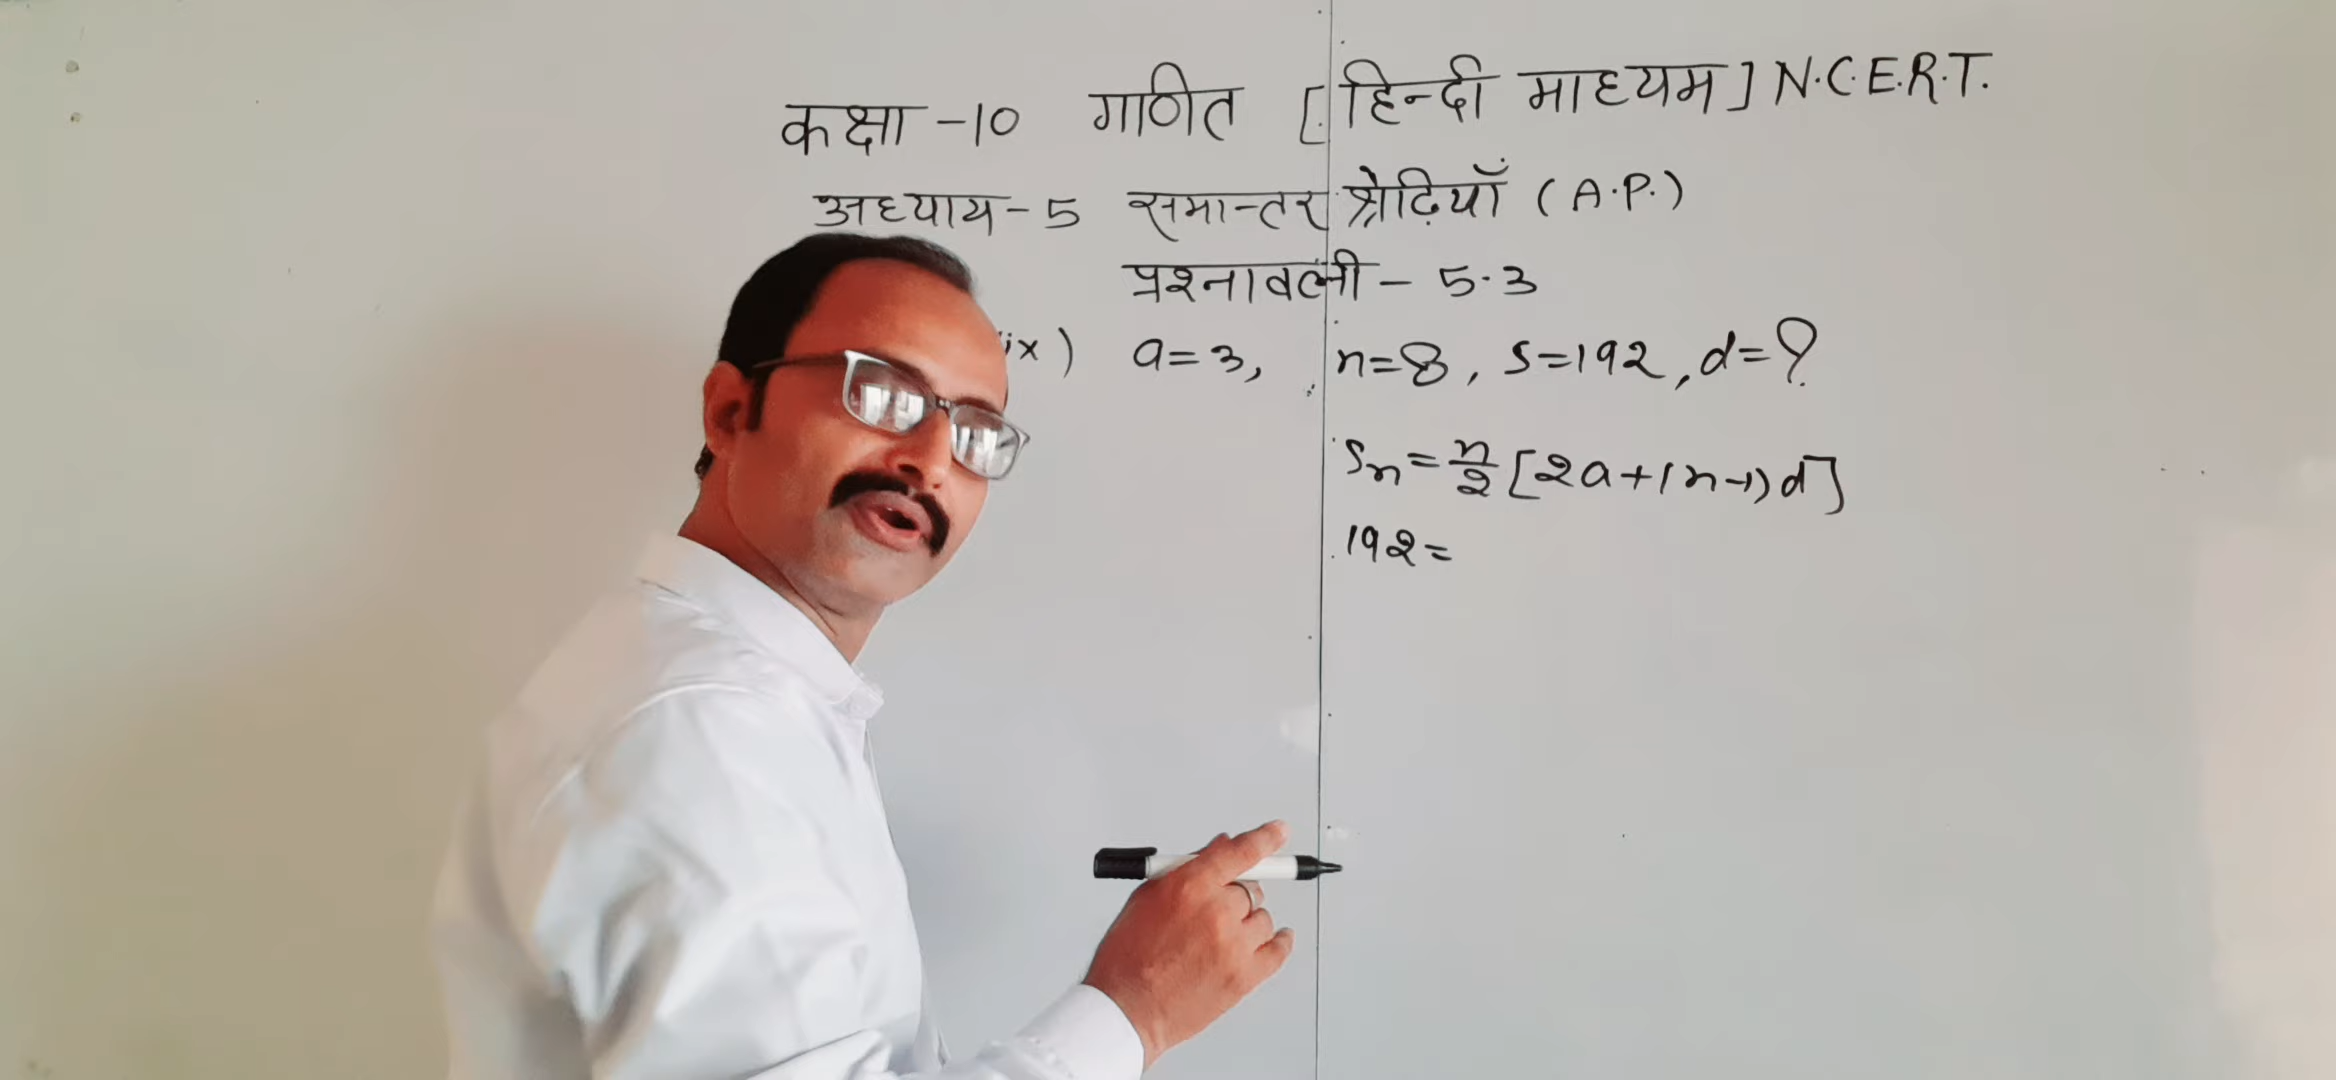 कक्षा -10 गणित [हिन्दी माध्यम] N.C.E.R.T.
अध्याय-5 समान्तर श्रेढ़ियाँ (A.P.)
प्रश्नावली - 5.3
ix) a=3, n=8, S=192, d=?
Sn = n/2 [2a+(n-1)d]
192=